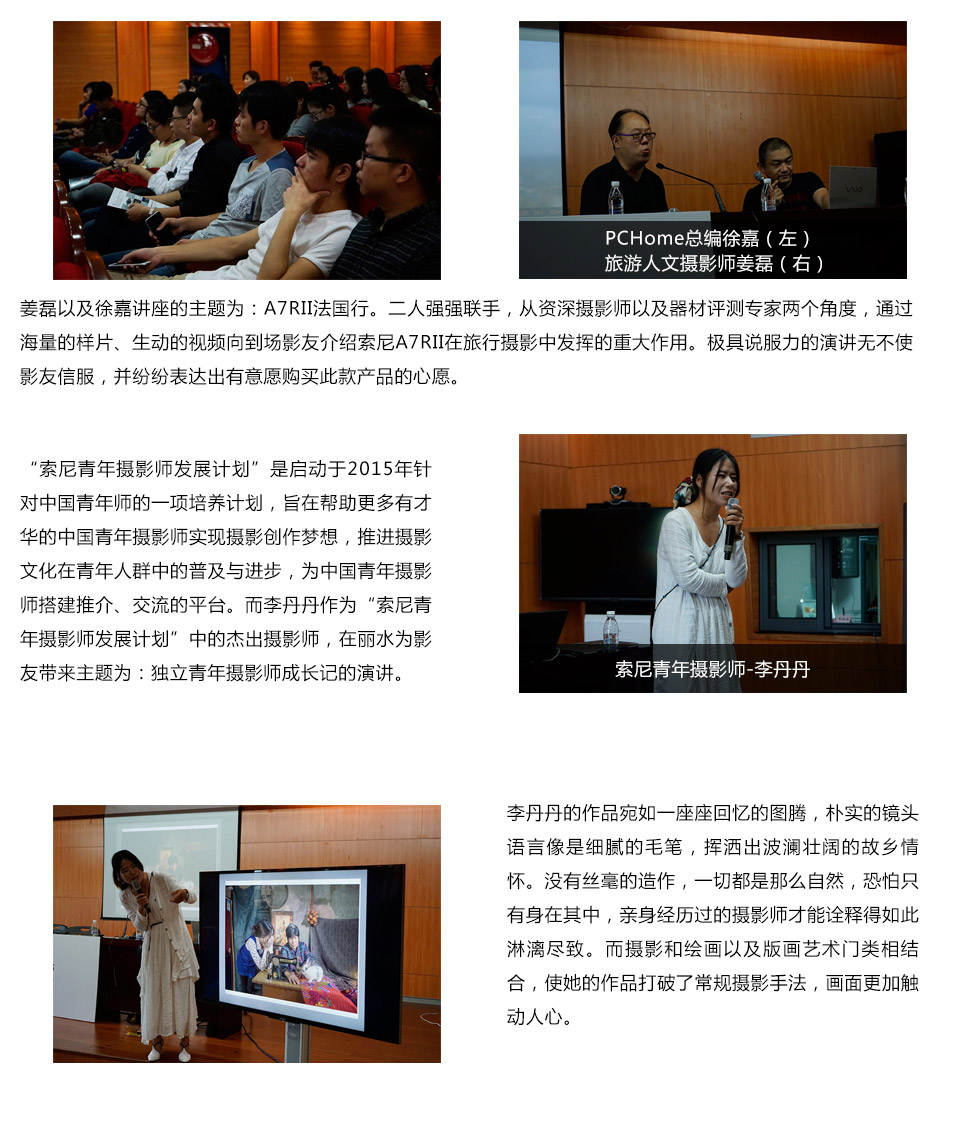 PCHome总编徐嘉（左）
旅游人文摄影师姜磊（右）
VAIO
姜磊以及徐嘉讲座的主题为：A7RII法国行。二人强强联手，从资深摄影师以及器材评测专家两个角度，通过
海量的样片、生动的视频向到场影友介绍索尼A7RII在旅行摄影中发挥的重大作用。极具说服力的演讲无不使
影友信服，并纷纷表达出有意愿购买此款产品的心愿。
“索尼青年摄影师发展计划”是启动于2015年针
对中国青年师的一项培养计划，旨在帮助更多有才
华的中国青年摄影师实现摄影创作梦想，推进摄影
文化在青年人群中的普及与进步，为中国青年摄影
师搭建推介、交流的平台。而李丹丹作为“索尼青
年摄影师发展计划”中的杰出摄影师，在丽水为影
友带来主题为：独立青年摄影师成长记的演讲。
索尼青年摄影师-李丹丹
李丹丹的作品宛如一座座回忆的图腾，朴实的镜头
语言像是细腻的毛笔，挥洒出波澜壮阔的故乡情
怀。没有丝毫的造作，一切都是那么自然，恐怕只
有身在其中，亲身经历过的摄影师才能诠释得如此
淋漓尽致。而摄影和绘画以及版画艺术门类相结
合，使她的作品打破了常规摄影手法，画面更加触
动人心。